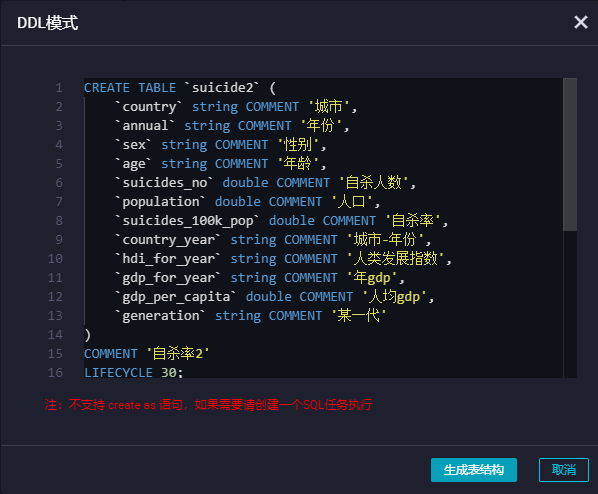 DDL模式
1 CREATE TABLE `suicide2` (
2 `country` string COMMENT '城市',
3 `annual` string COMMENT '年份',
4 `sex` string COMMENT '性别',
5 `age` string COMMENT '年龄',
6 `suicides_no` double COMMENT '自杀人数',
7 `population` double COMMENT '人口',
8 `suicides_100k_pop` double COMMENT '自杀率',
9 `country_year` string COMMENT '城市-年份',
10 `hdi_for_year` string COMMENT '人类发展指数',
11 `gdp_for_year` string COMMENT '年gdp',
12 `gdp_per_capita` double COMMENT '人均gdp',
13 `generation` string COMMENT '某一代'
14 )
15 COMMENT '自杀率2'
16 LIFECYCLE 30;
注：不支持 create as 语句，如果需要请创建一个SQL任务执行
生成表结构 取消